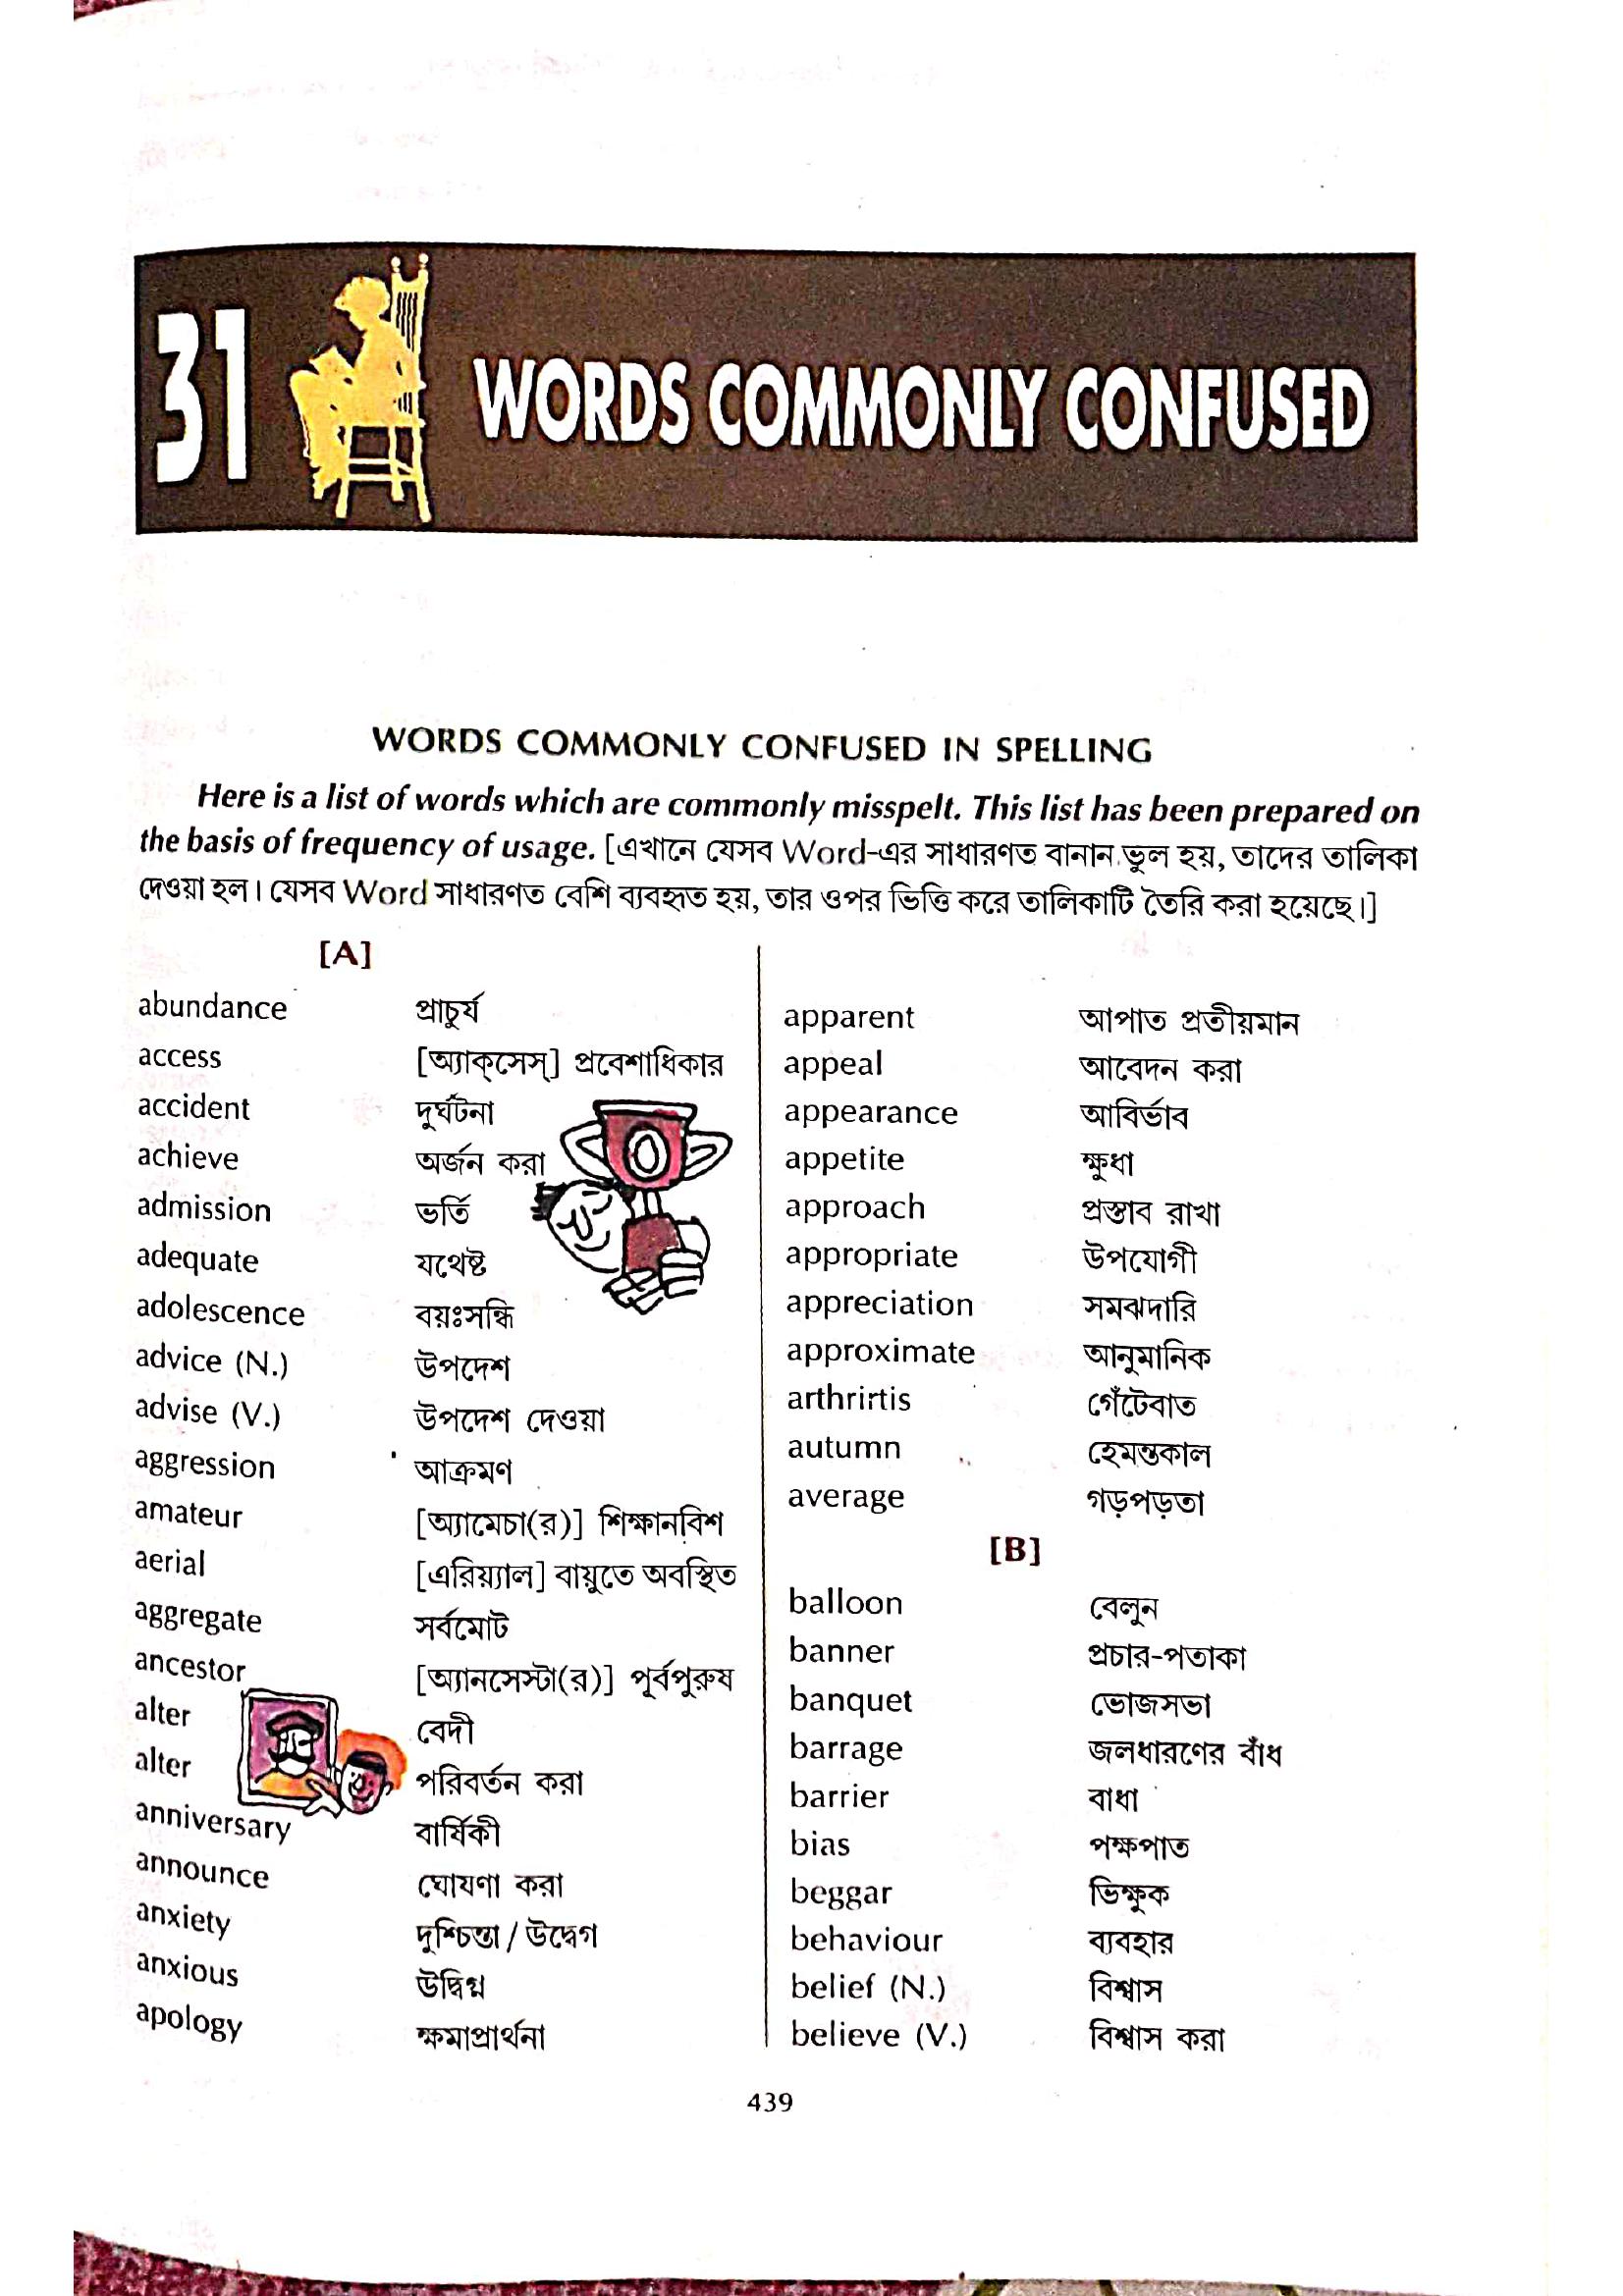 31 WORDS COMMONLY CONFUSED
WORDS COMMONLY CONFUSED IN SPELLING
Here is a list of words which are commonly misspelt. This list has been prepared on
the basis of frequency of usage. [এখানে যেসব Word-এর সাধারণত বানান ভুল হয়, তাদের তালিকা
দেওয়া হল। যেসব Word সাধারণত বেশি ব্যবহৃত হয়, তার ওপর ভিত্তি করে তালিকাটি তৈরি করা হয়েছে।]
[A]
abundance প্রাচুর্য
access [অ্যাক্‌সেস্] প্রবেশাধিকার
accident দুর্ঘটনা
achieve অর্জন করা
admission ভর্তি
adequate যথেষ্ট
adolescence বয়ঃসন্ধি
advice (N.) উপদেশ
advise (V.) উপদেশ দেওয়া
aggression আক্রমণ
amateur [অ্যামেচা(র)] শিক্ষানবিশ
aerial [এরিয়্যাল] বায়ুতে অবস্থিত
aggregate সর্বমোট
ancestor [অ্যানসেস্টা(র)] পূর্বপুরুষ
alter বেদী
alter পরিবর্তন করা
anniversary বার্ষিকী
announce ঘোষণা করা
anxiety দুশ্চিন্তা / উদ্বেগ
anxious উদ্বিগ্ন
apology ক্ষমাপ্রার্থনা
apparent আপাত প্রতীয়মান
appeal আবেদন করা
appearance আবির্ভাব
appetite ক্ষুধা
approach প্রস্তাব রাখা
appropriate উপযোগী
appreciation সমঝদারি
approximate আনুমানিক
arthrirtis গেঁটেবাত
autumn হেমন্তকাল
average গড়পড়তা
[B]
balloon বেলুন
banner প্রচার-পতাকা
banquet ভোজসভা
barrage জলধারণের বাঁধ
barrier বাধা
bias পক্ষপাত
beggar ভিক্ষুক
behaviour ব্যবহার
belief (N.) বিশ্বাস
believe (V.) বিশ্বাস করা
439